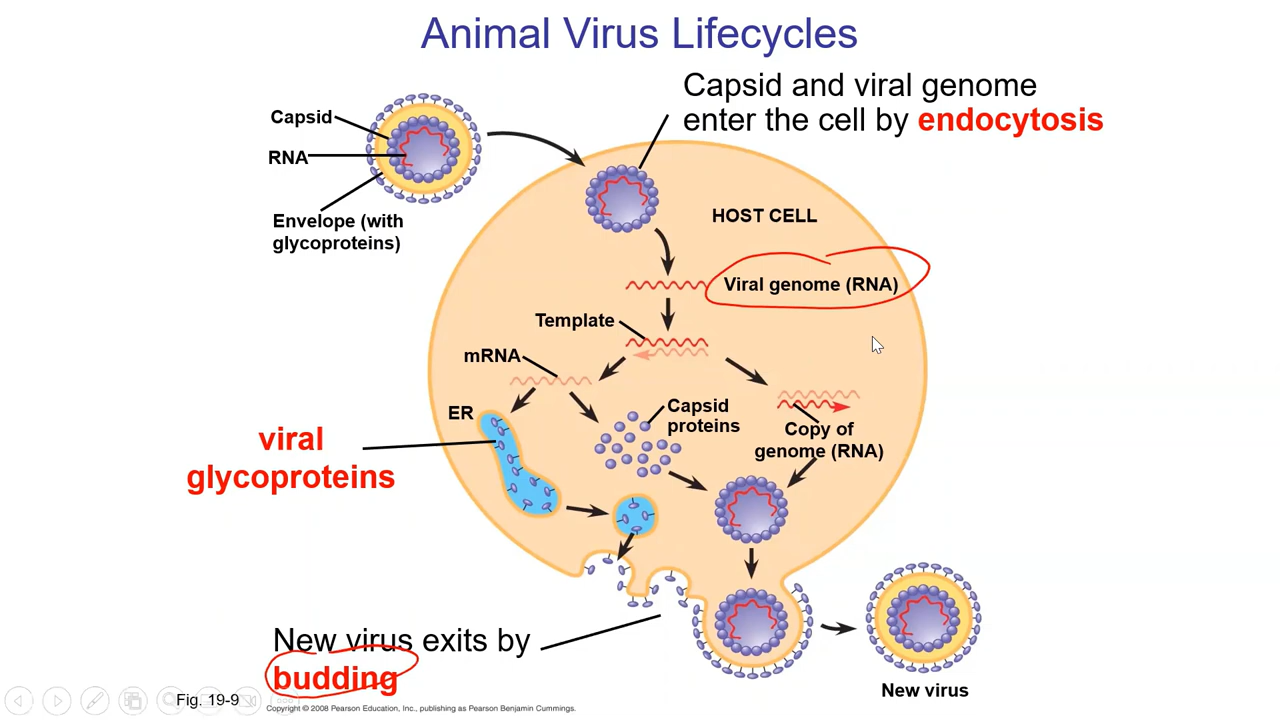 Animal Virus Lifecycles
Capsid and viral genome
enter the cell by endocytosis
Capsid
RNA
Envelope (with
glycoproteins)
HOST CELL
Viral genome (RNA)
Template
mRNA
ER
Capsid
proteins
Copy of
genome (RNA)
viral
glycoproteins
New virus exits by
budding
New virus
Fig. 19-9
Copyright © 2008 Pearson Education, Inc., publishing as Pearson Benjamin Cummings.